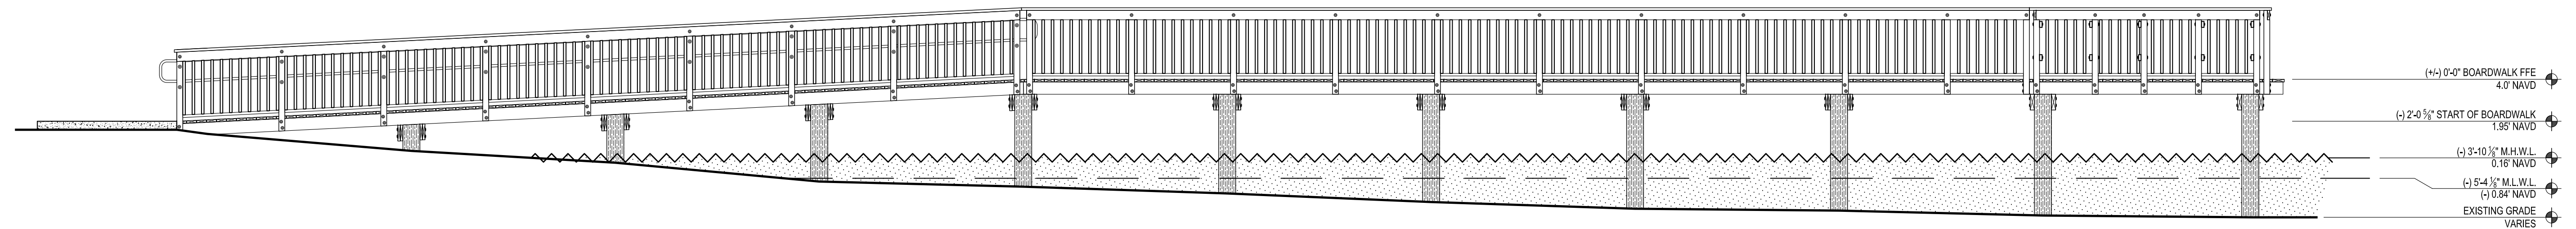 (+/-) 0'-0" BOARDWALK FFE
4.0' NAVD
(-) 2'-0 ⅝" START OF BOARDWALK
1.95' NAVD
(-) 3'-10 ⅛" M.H.W.L.
0.16' NAVD
(-) 5'-4 ⅛" M.L.W.L.
(-) 0.84' NAVD
EXISTING GRADE
VARIES